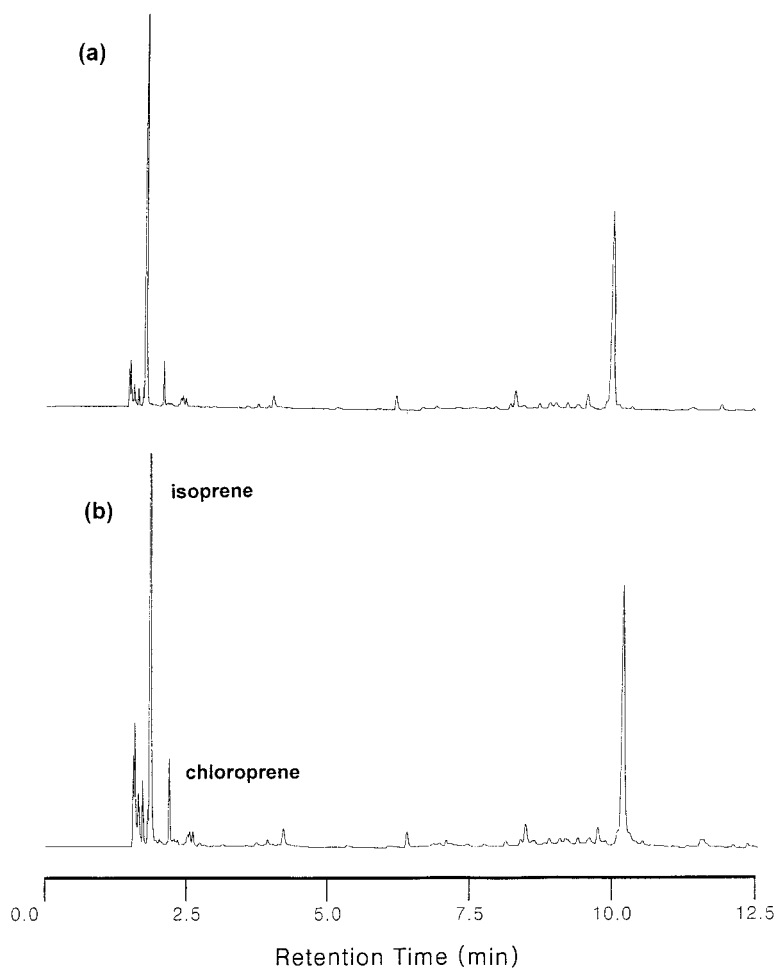 (a)
isoprene
(b)
chloroprene
0.0 2.5 5.0 7.5 10.0 12.5
Retention Time (min)